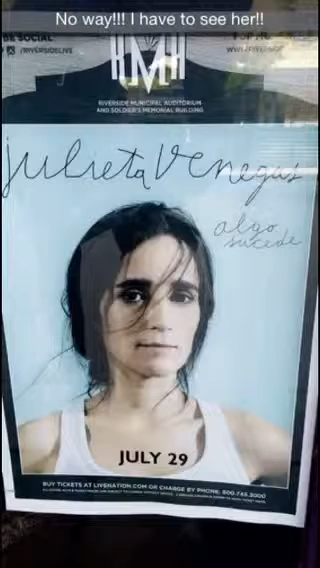 No way!!! I have to see her!!
BE SOCIAL
/RIVERSIDELIVE
RMA
RIVERSIDE MUNICIPAL AUDITORIUM
AND SOLDIER'S MEMORIAL BUILDING
julieta Venegas
algo
sucede
JULY 29
BUY TICKETS AT LIVENATION.COM OR CHARGE BY PHONE: 800.745.3000